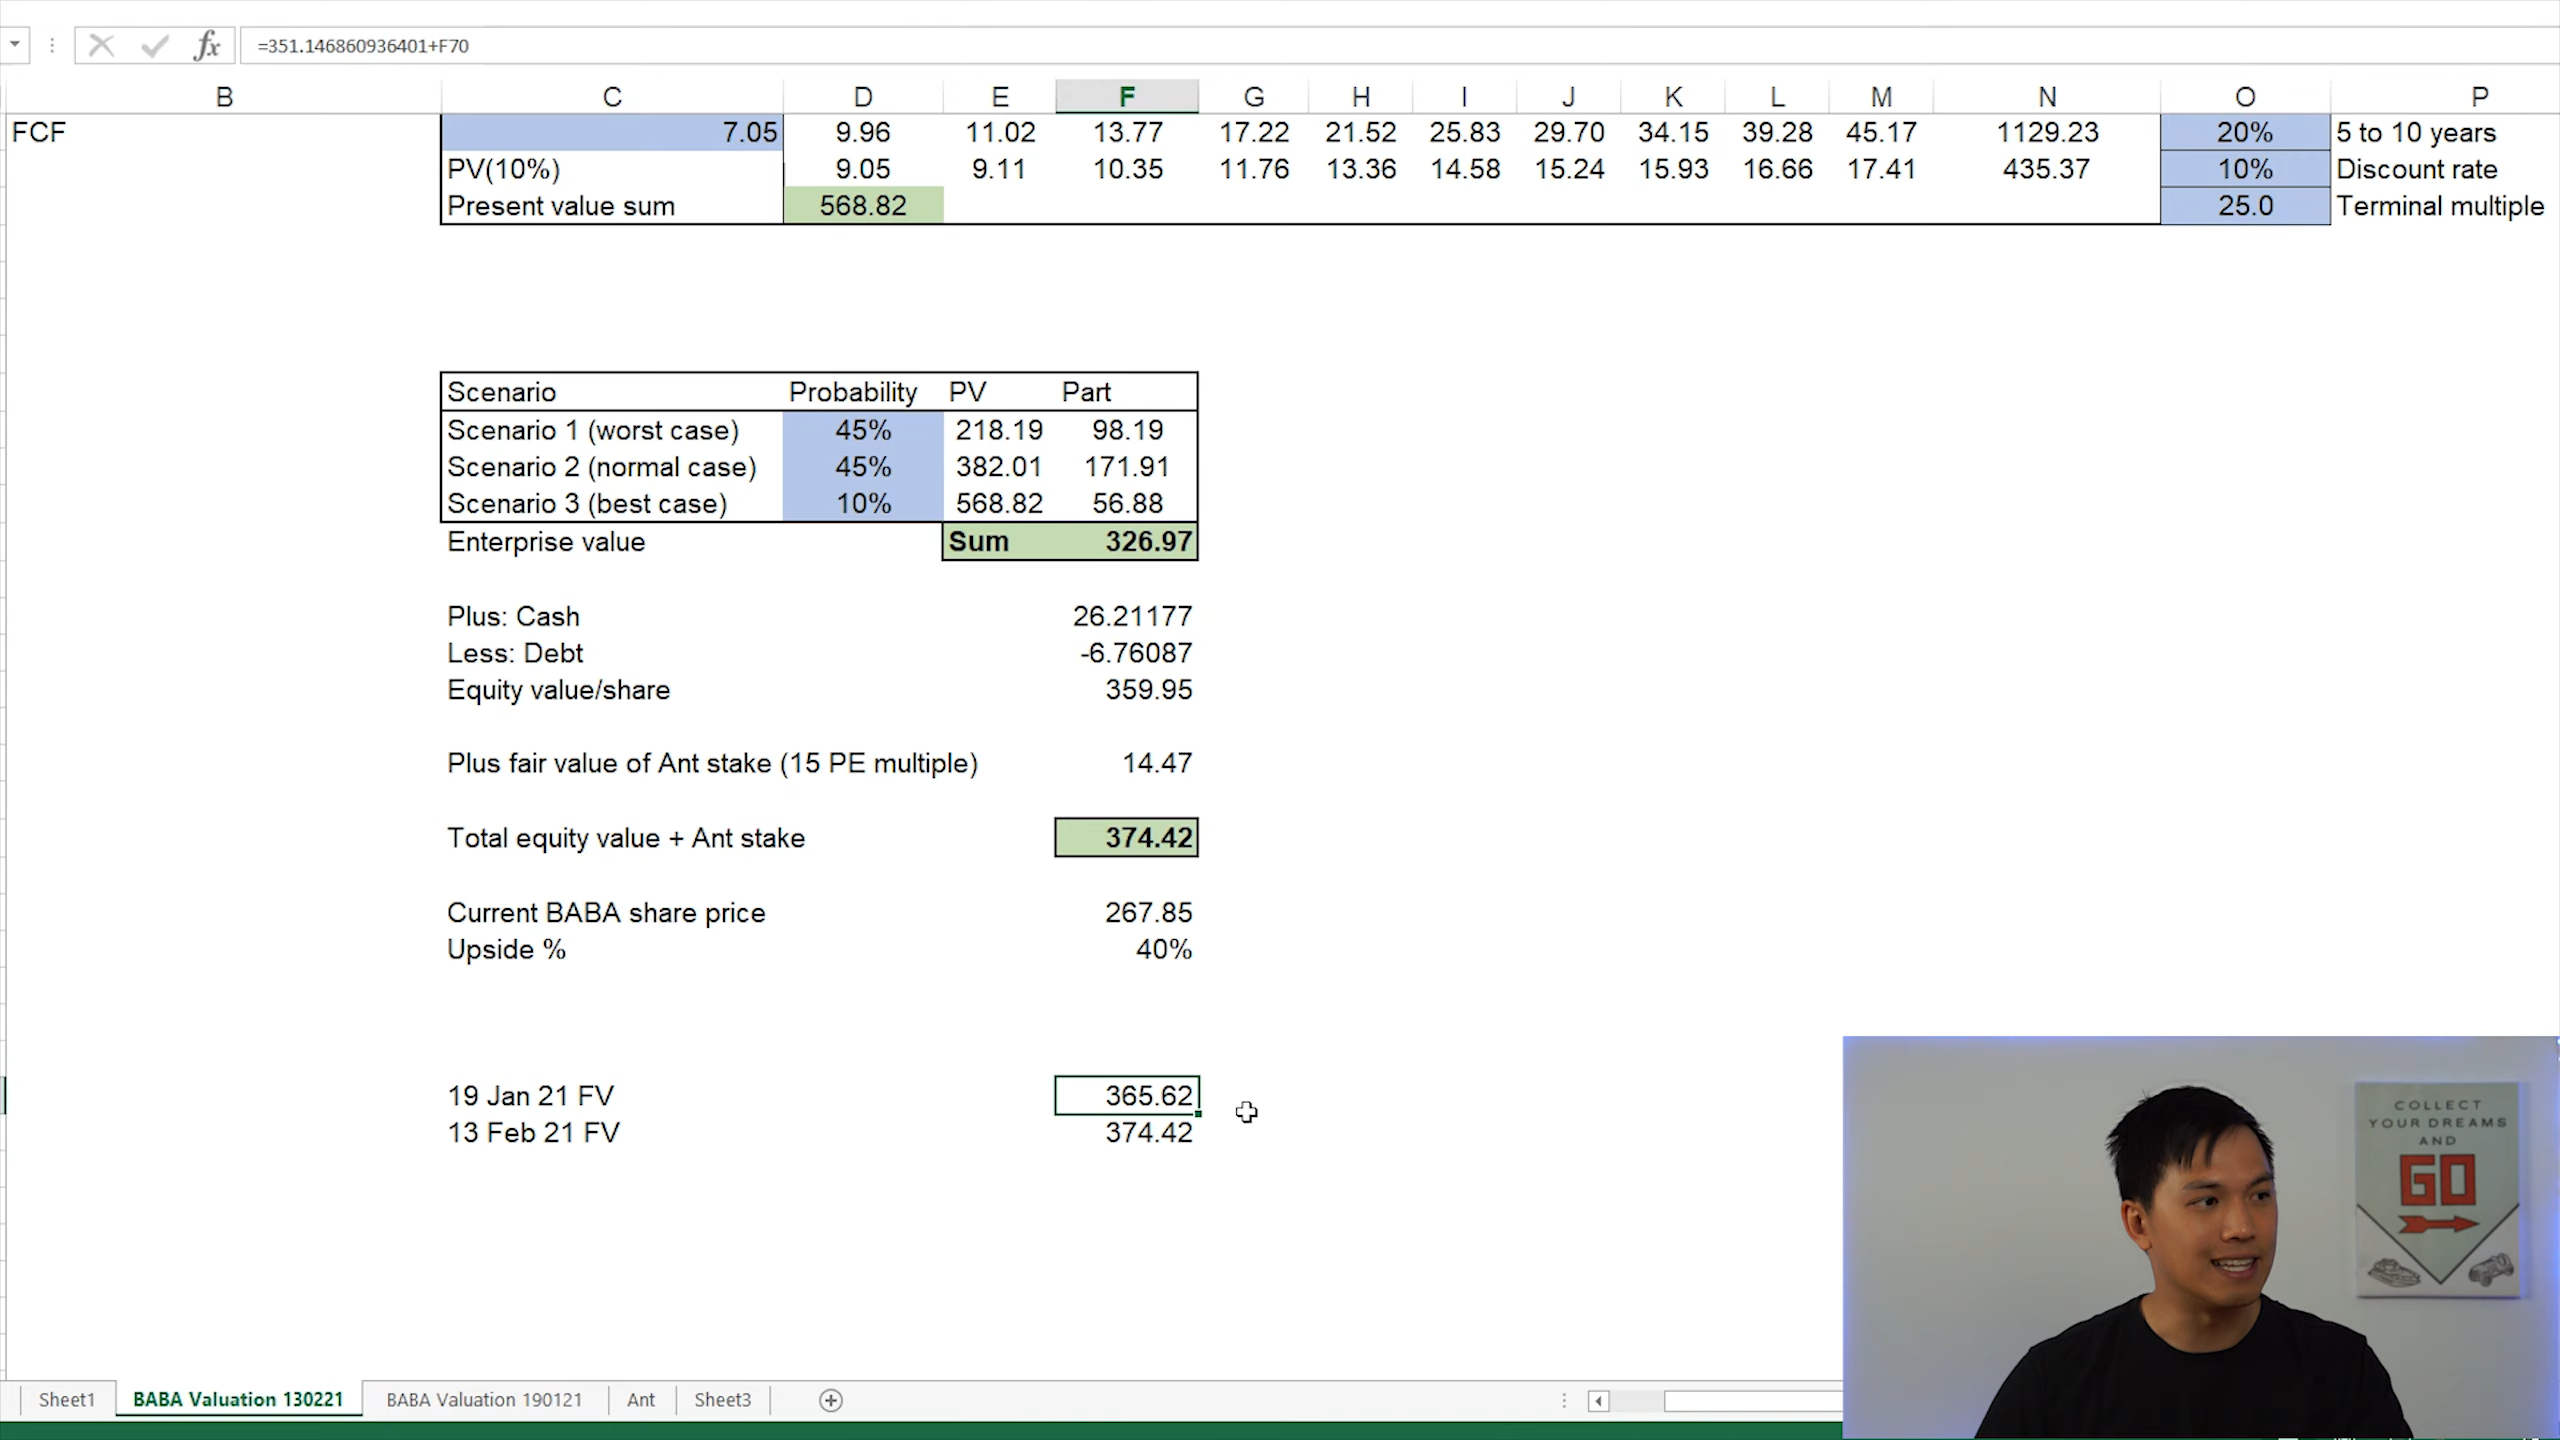 =351.146860936401+F70
B C D E F G H I J K L M N O P
FCF 7.05 9.96 11.02 13.77 17.22 21.52 25.83 29.70 34.15 39.28 45.17 1129.23 20% 5 to 10 years
PV(10%) 9.05 9.11 10.35 11.76 13.36 14.58 15.24 15.93 16.66 17.41 435.37 10% Discount rate
Present value sum 568.82 25.0 Terminal multiple
Scenario Probability PV Part
Scenario 1 (worst case) 45% 218.19 98.19
Scenario 2 (normal case) 45% 382.01 171.91
Scenario 3 (best case) 10% 568.82 56.88
Enterprise value Sum 326.97
Plus: Cash 26.21177
Less: Debt -6.76087
Equity value/share 359.95
Plus fair value of Ant stake (15 PE multiple) 14.47
Total equity value + Ant stake 374.42
Current BABA share price 267.85
Upside % 40%
19 Jan 21 FV 365.62
13 Feb 21 FV 374.42
COLLECT
YOUR DREAMS
AND
GO
Sheet1 BABA Valuation 130221 BABA Valuation 190121 Ant Sheet3